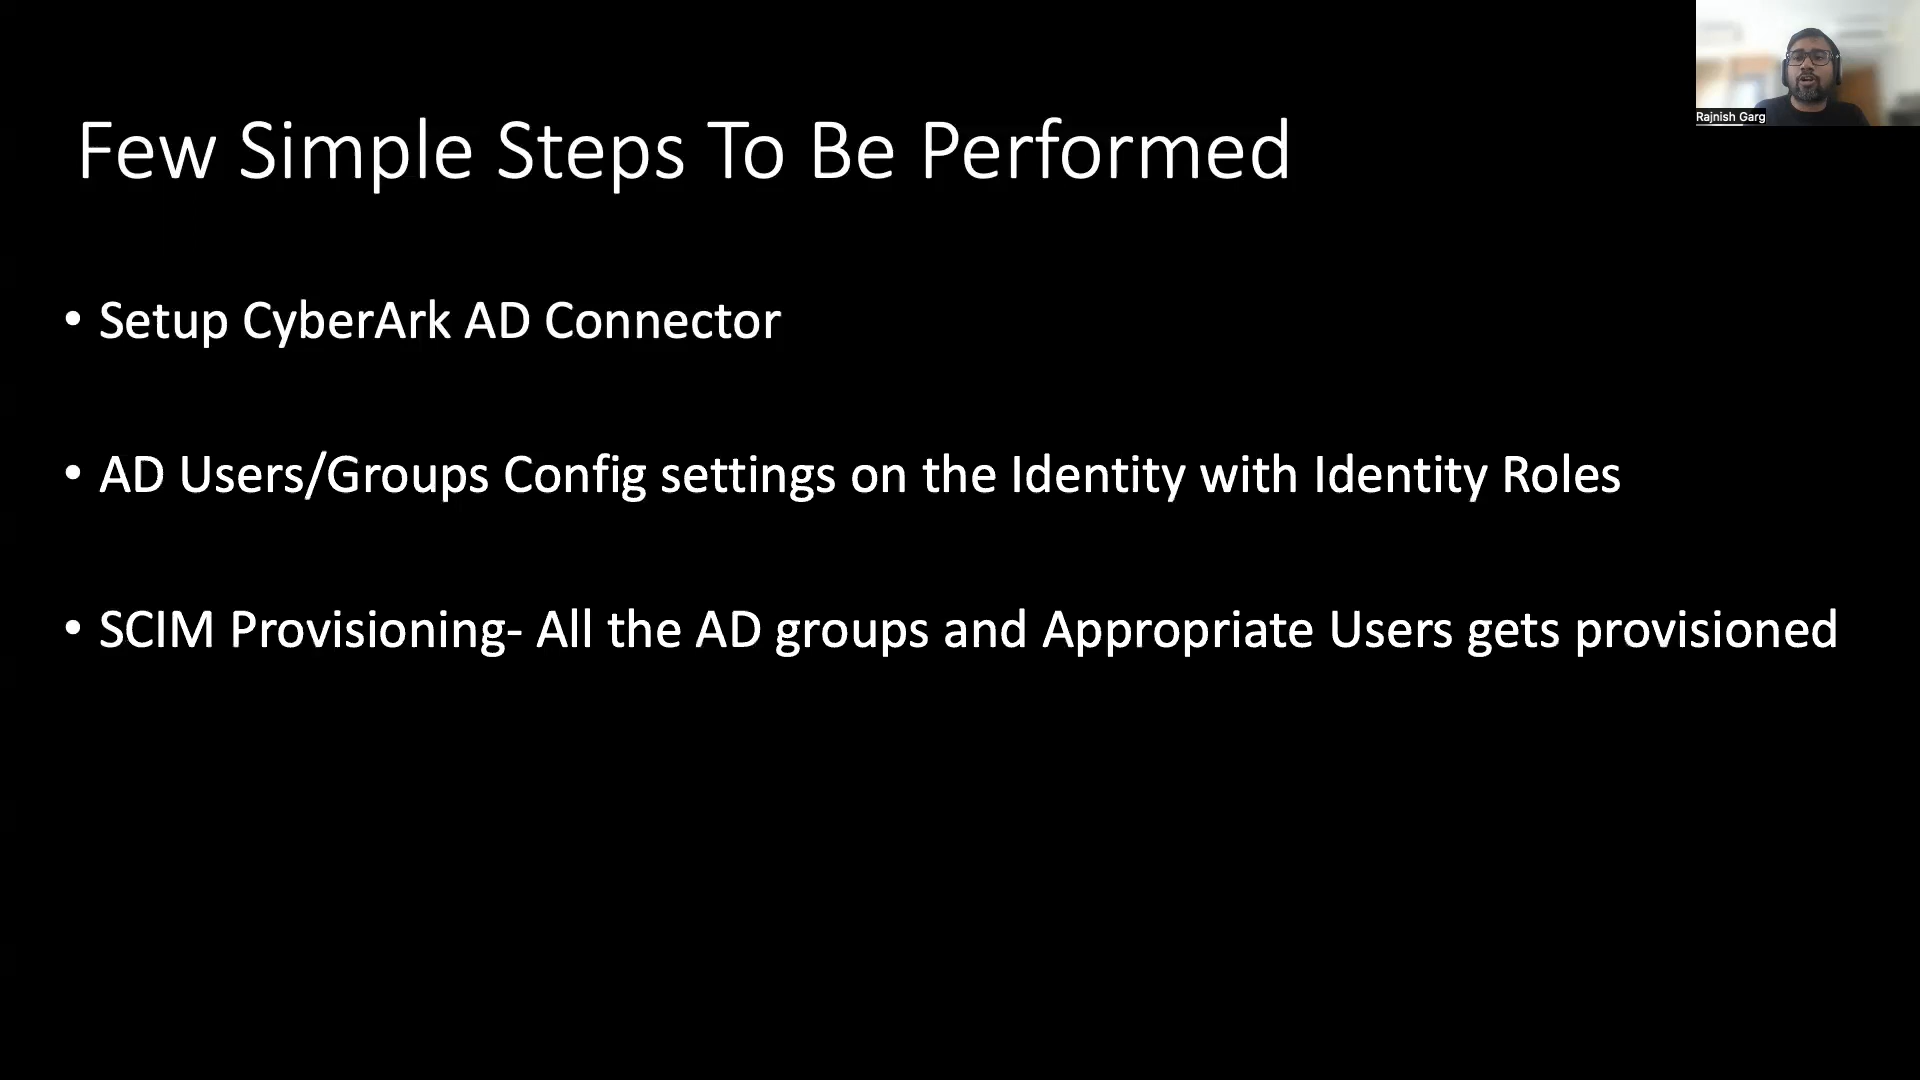 Rajnish Garg
Few Simple Steps To Be Performed
• Setup CyberArk AD Connector
• AD Users/Groups Config settings on the Identity with Identity Roles
• SCIM Provisioning- All the AD groups and Appropriate Users gets provisioned